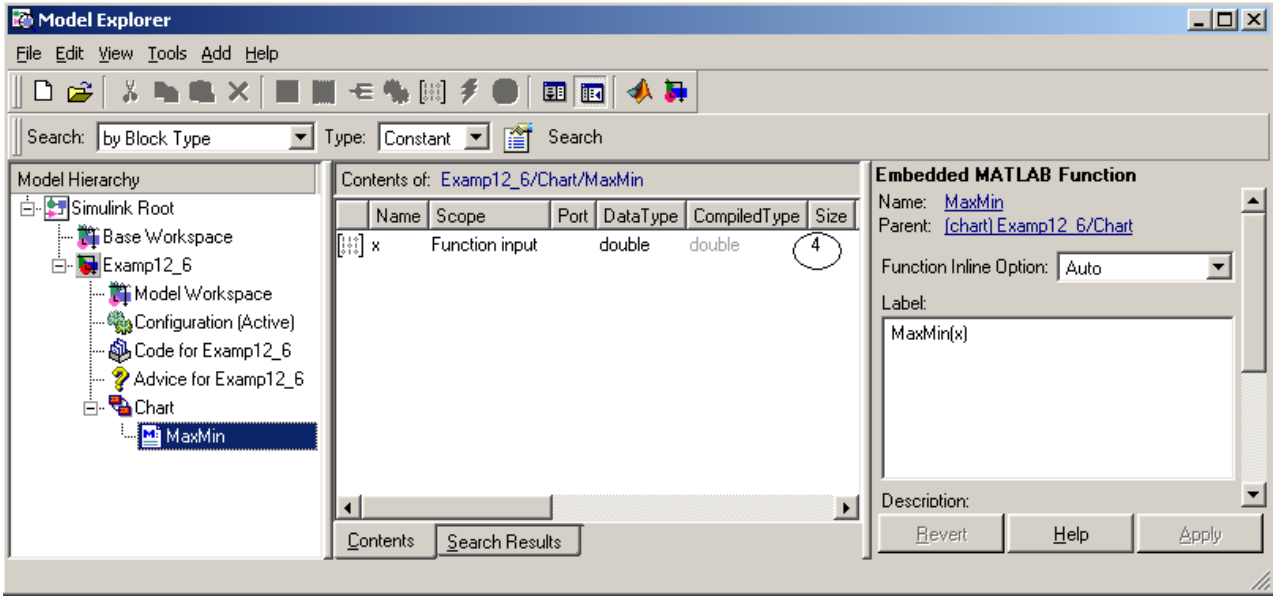 Model Explorer
File Edit View Tools Add Help
Search: by Block Type Type: Constant Search
Model Hierarchy
Simulink Root
Base Workspace
Examp12_6
Model Workspace
Configuration (Active)
Code for Examp12_6
Advice for Examp12_6
Chart
MaxMin
Contents of: Examp12_6/Chart/MaxMin
Name Scope Port DataType CompiledType Size
x Function input double double 4
Contents Search Results
Embedded MATLAB Function
Name: MaxMin
Parent: (chart) Examp12_6/Chart
Function Inline Option: Auto
Label:
MaxMin(x)
Description:
Revert Help Apply